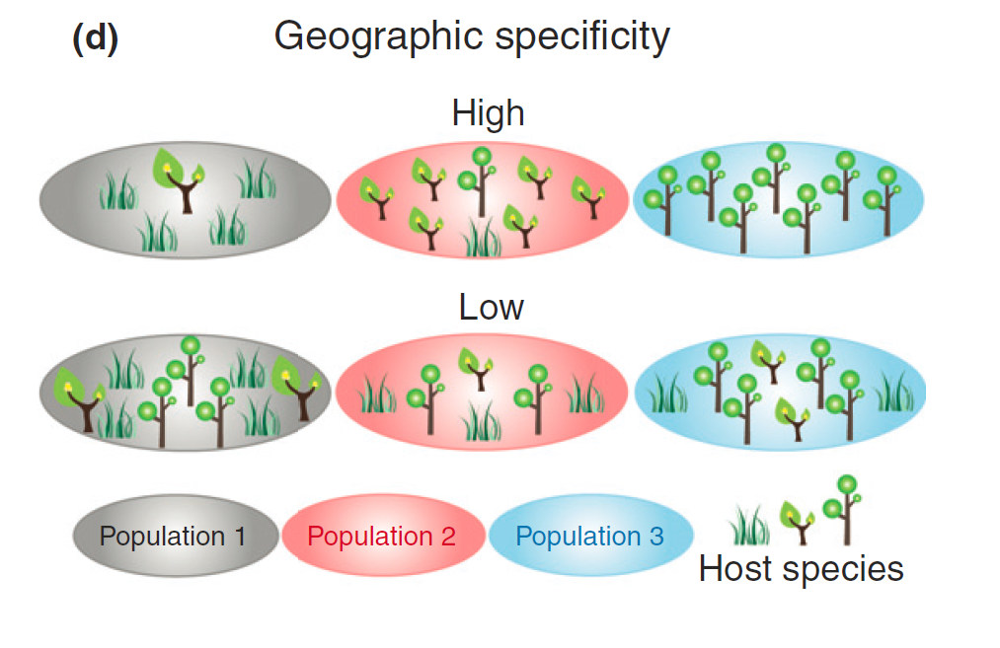 (d) Geographic specificity
High
Low
Population 1 Population 2 Population 3
Host species